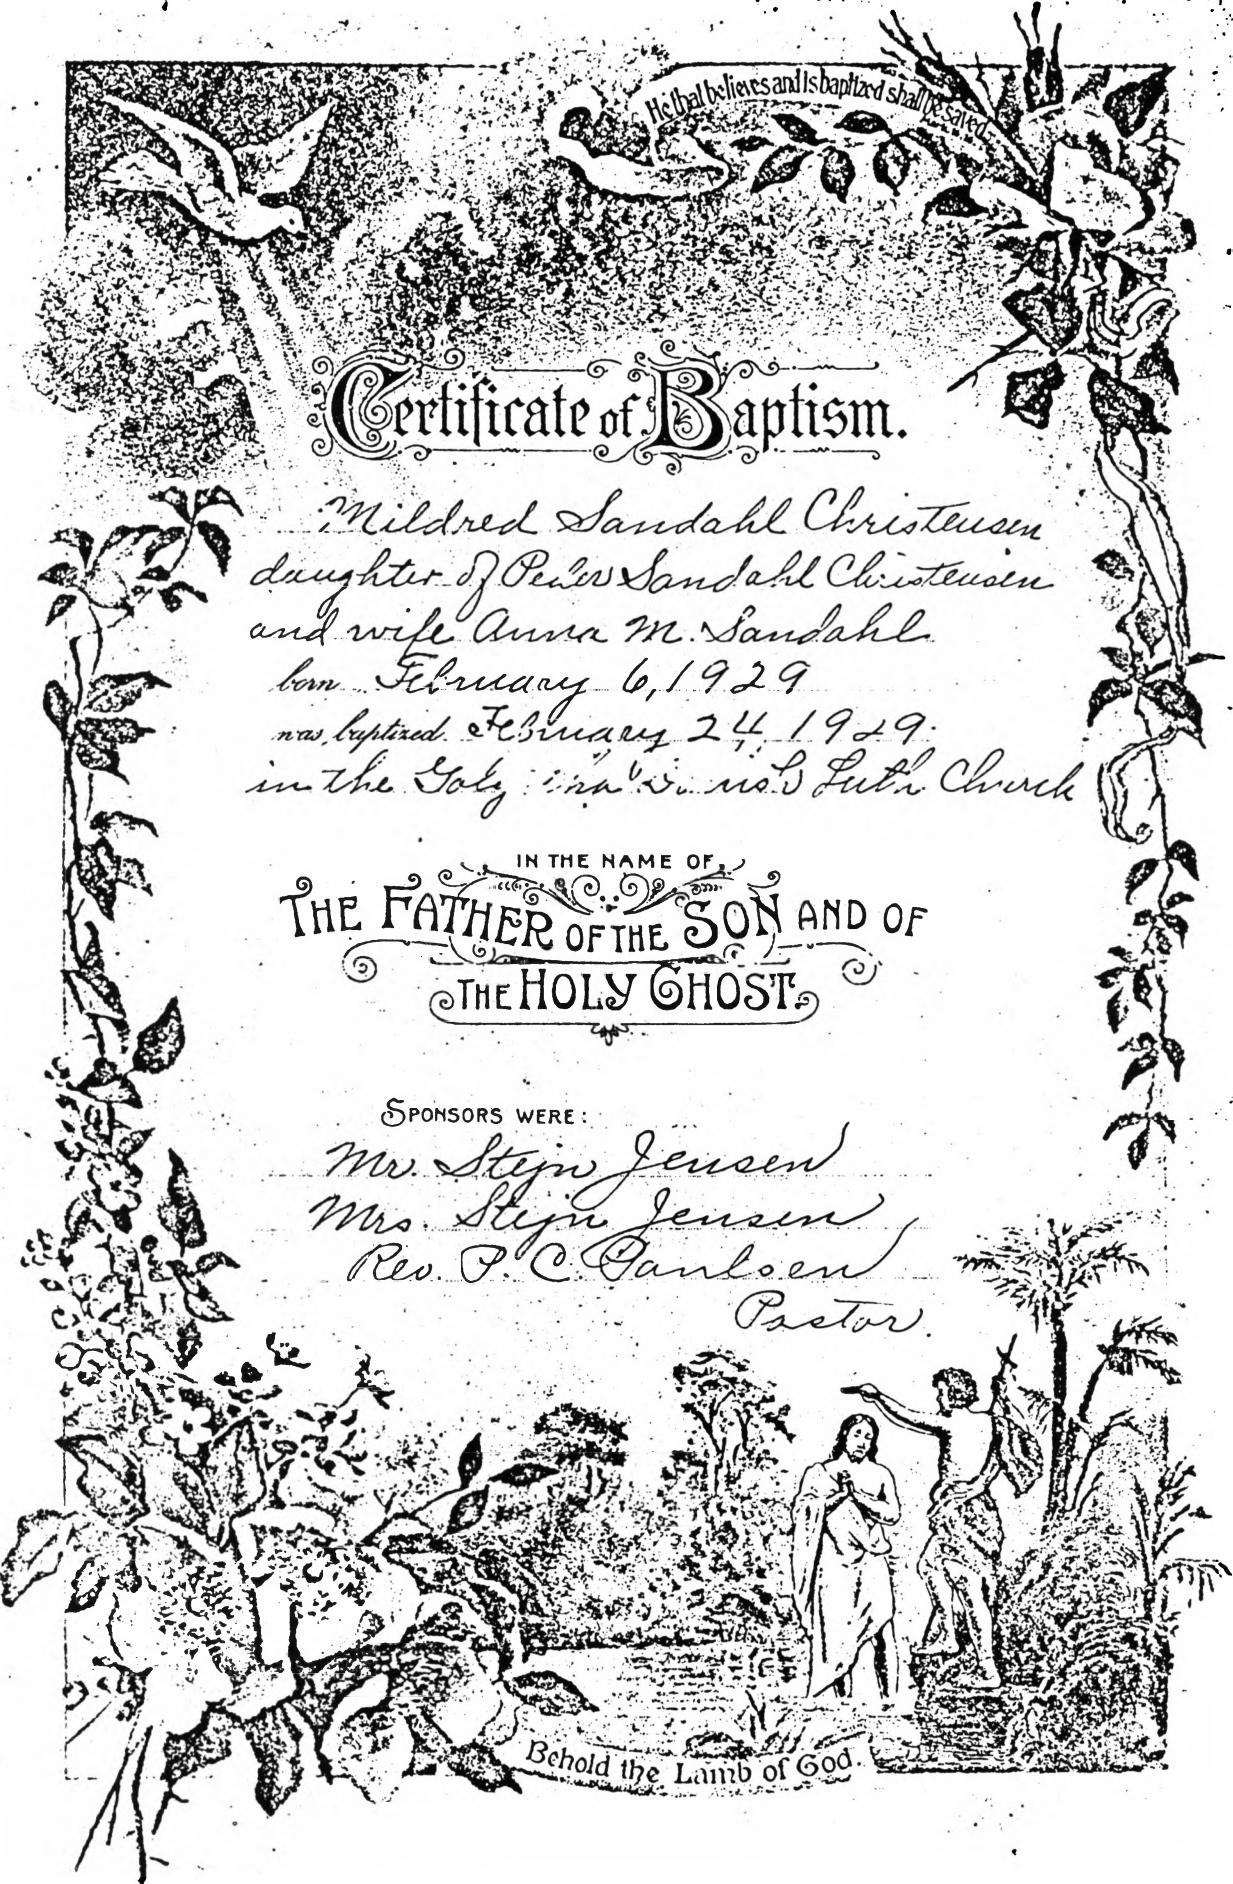 He that believes and is baptized shall be saved.
Certificate of Baptism.
Mildred Sandahl Christensen
daughter of Peder Sandahl Christensen
and wife Anna M. Sandahl
born February 6, 1929
was baptized February 24, 1929
in the Luth Church
IN THE NAME OF
THE FATHER OF THE SON AND OF
THE HOLY GHOST.
SPONSORS WERE:
Mr. Stejn Jensen
Mrs. Stejn Jensen
Rev. P. C. Paulsen
Pastor.
Behold the Lamb of God.